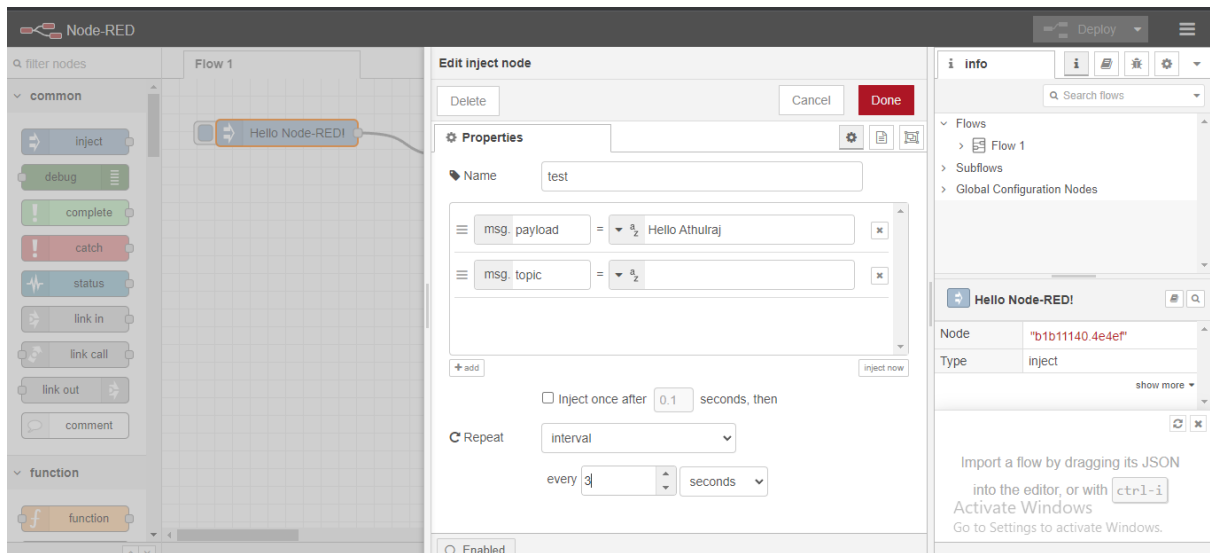 Node-RED
Deploy
filter nodes
Flow 1
common
inject
debug
complete
catch
status
link in
link call
link out
comment
function
function
Hello Node-RED!
Edit inject node
Delete
Cancel
Done
Properties
Name
test
msg. payload = a z Hello Athulraj
msg. topic = a z
+ add
inject now
Inject once after 0.1 seconds, then
Repeat
interval
every 3 seconds
Enabled
i info
i
Search flows
Flows
Flow 1
Subflows
Global Configuration Nodes
Hello Node-RED!
Node "b1b11140.4e4ef"
Type inject
show more
Import a flow by dragging its JSON
into the editor, or with ctrl-i
Activate Windows
Go to Settings to activate Windows.